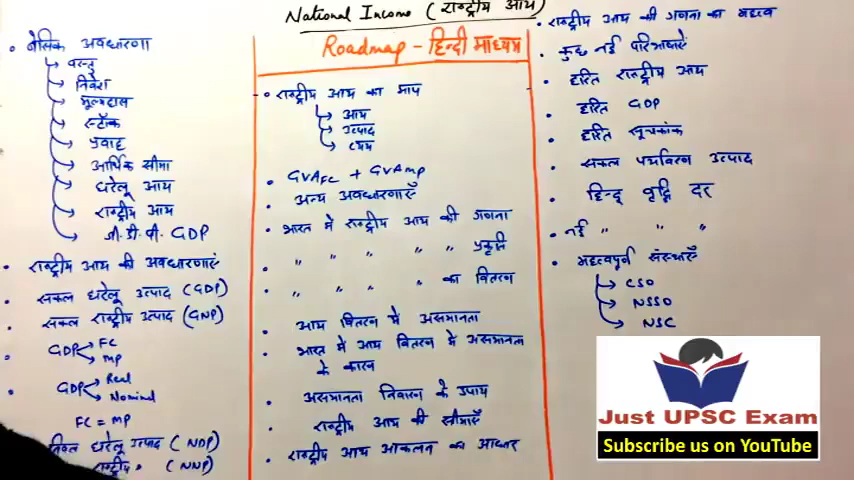 National Income (राष्ट्रीय आय)
Roadmap - हिन्दी माध्यम
• बेसिक अवधारणा
वस्तु
निवेश
मूल्यह्रास
स्टॉक
प्रवाह
आर्थिक सीमा
घरेलू आय
राष्ट्रीय आय
जी.डी.पी. GDP
• राष्ट्रीय आय की अवधारणाएं
• सकल घरेलू उत्पाद (GDP)
• सकल राष्ट्रीय उत्पाद (GNP)
• GDP FC
MP
• GDP Real
Nominal
FC = MP
घरेलू उत्पाद (NDP)
राष्ट्रीय " (NNP)
• राष्ट्रीय आय का माप
आय
उत्पाद
व्यय
• GVAFC + GVAMP
• अन्य अवधारणाएँ
• भारत में राष्ट्रीय आय की गणना
• " " " " " प्रकृति
• " " " " का वितरण
• आय वितरण में असमानता
• भारत में आय वितरण में असमानता
के कारण
• असमानता निवारण के उपाय
• राष्ट्रीय आय की सीमाएँ
• राष्ट्रीय आय आकलन का आधार
• राष्ट्रीय आय की गणना का महत्व
• कुछ नई परिभाषाएँ
• हरित राष्ट्रीय आय
• हरित GDP
• हरित सूचकांक
• सकल पर्यावरण उत्पाद
• हिन्दू वृद्धि दर
• नई " "
• महत्वपूर्ण संस्थाएँ
CSO
NSSO
NSC
Just UPSC Exam
Subscribe us on YouTube